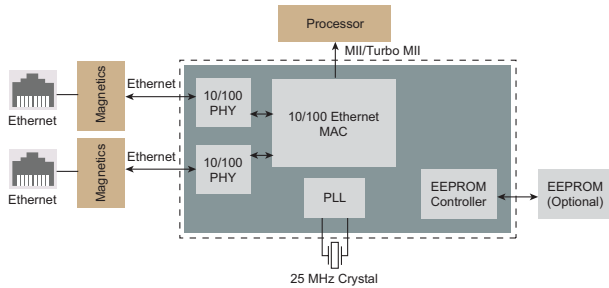 Processor
MII/Turbo MII
Ethernet
Magnetics
Ethernet
10/100
PHY
10/100 Ethernet
MAC
Ethernet
Magnetics
Ethernet
10/100
PHY
PLL
EEPROM
Controller
EEPROM
(Optional)
25 MHz Crystal